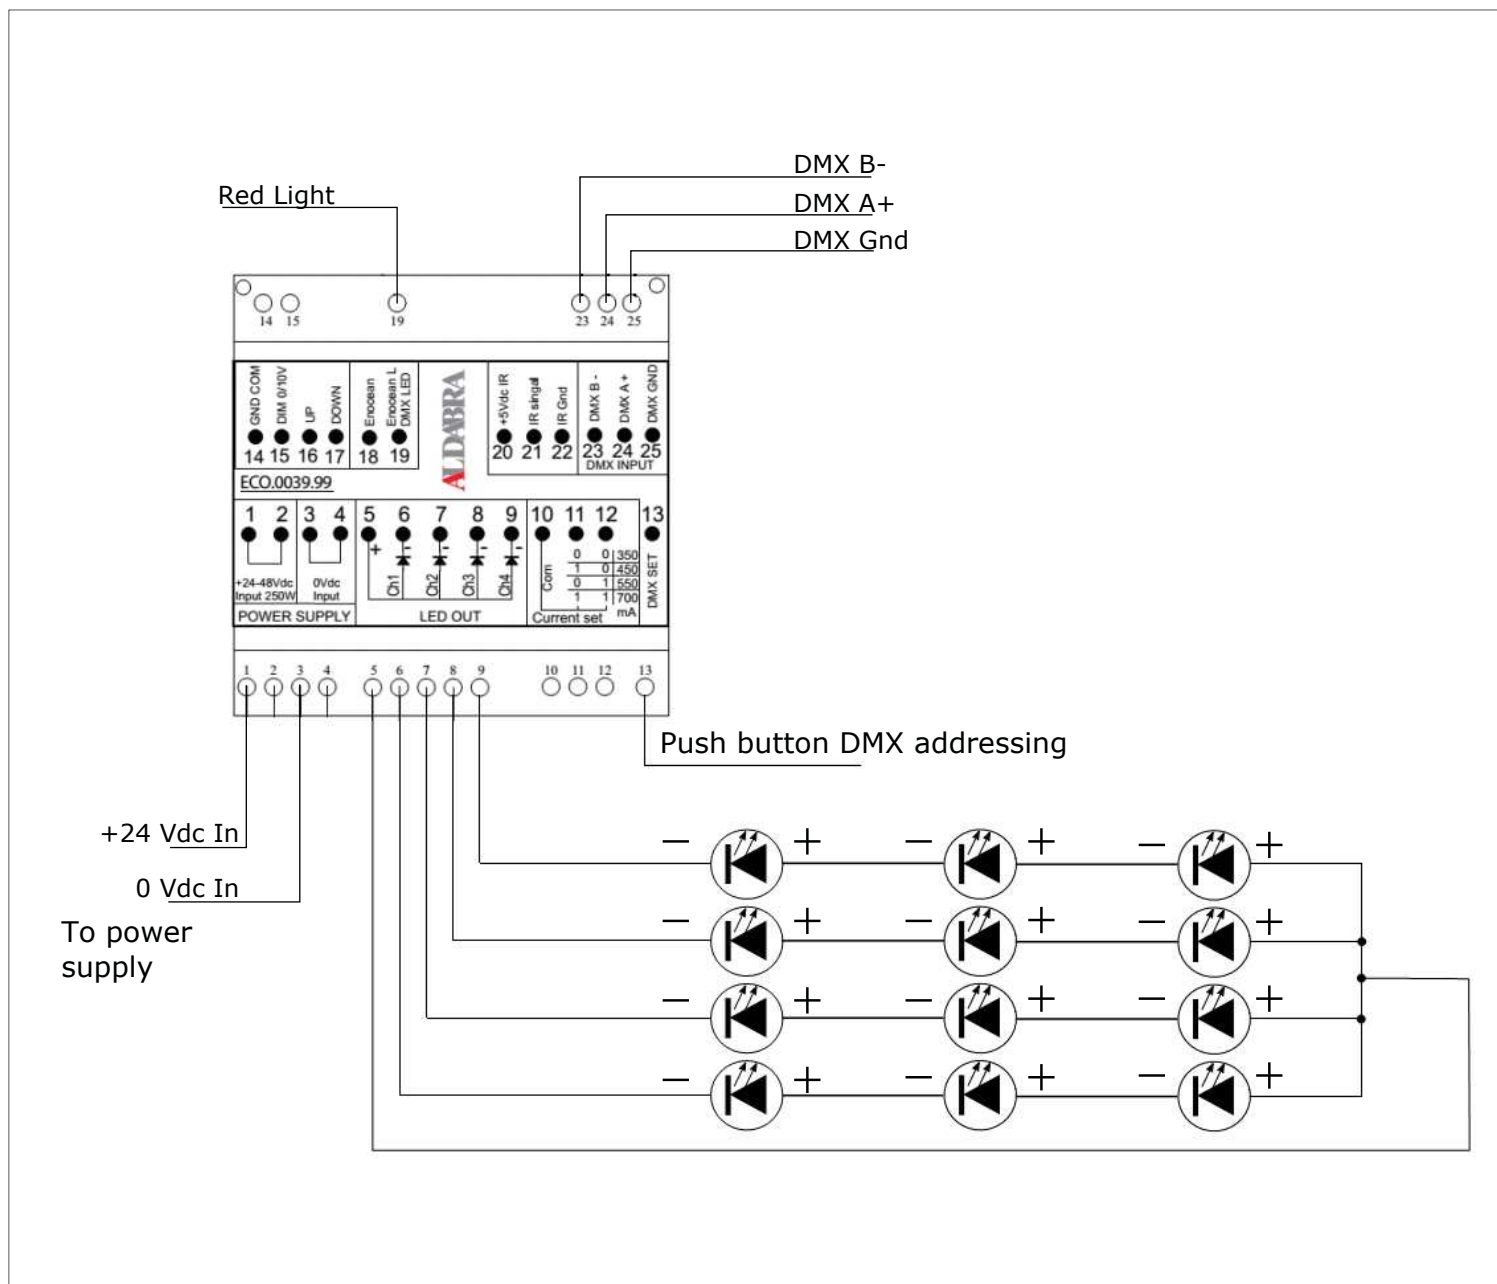 DMX B-
Red Light
DMX A+
DMX Gnd
14 15 19 23 24 25
GND COM
DIM 0/10V
UP
DOWN
Enocean
Enocean L
DMX LED
ALDABRA
+5Vdc IR
IR singal
IR Gnd
DMX B -
DMX A +
DMX GND
14 15 16 17 18 19 20 21 22 23 24 25
DMX INPUT
ECO.0039.99
1 2 3 4 5 6 7 8 9 10 11 12 13
+ - - - -
Ch1
Ch2
Ch3
Ch4
Com
0 0 350
1 0 450
0 1 550
1 1 700
mA
DMX SET
+24-48Vdc
Input 250W
0Vdc
Input
POWER SUPPLY
LED OUT
Current set
1 2 3 4 5 6 7 8 9 10 11 12 13
Push button DMX addressing
+24 Vdc In
0 Vdc In
To power
supply
− + − + − +
− + − + − +
− + − + − +
− + − + − +